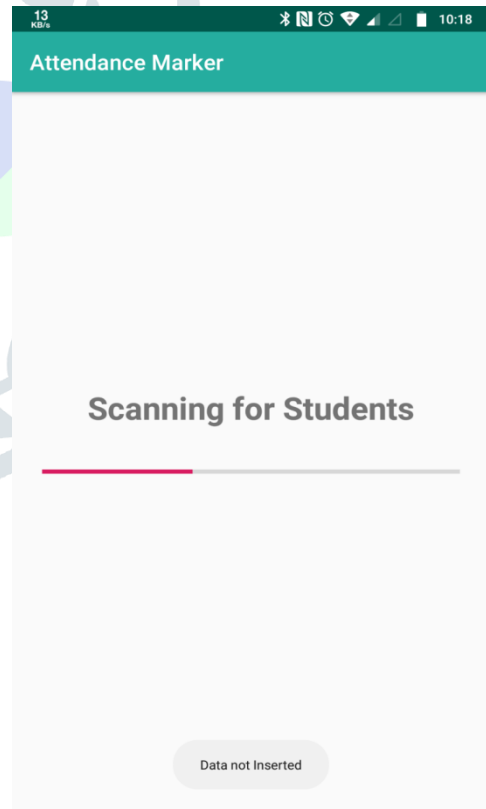 13
KB/s
10:18
Attendance Marker
Scanning for Students
Data not Inserted